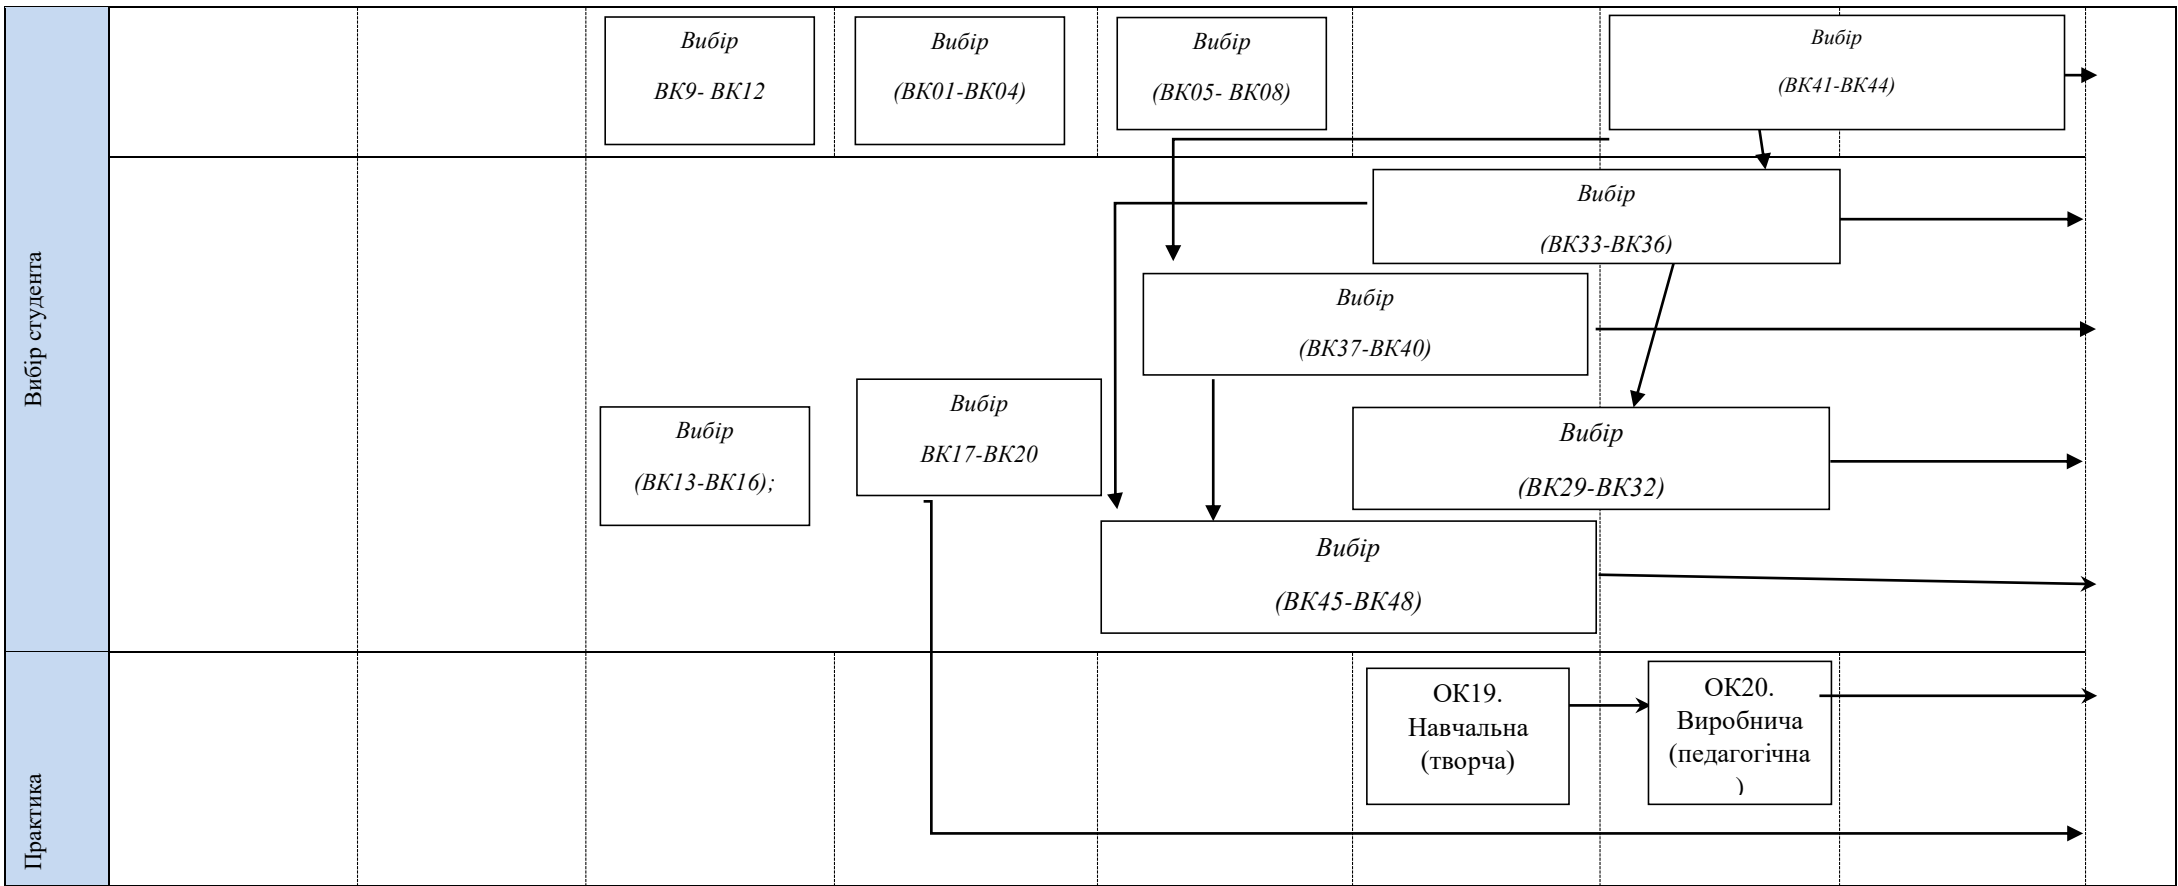 Вибір
ВК9- ВК12
Вибір
(ВК01-ВК04)
Вибір
(ВК05- ВК08)
Вибір
(ВК41-ВК44)
Вибір студента
Вибір
(ВК33-ВК36)
Вибір
(ВК37-ВК40)
Вибір
(ВК13-ВК16);
Вибір
ВК17-ВК20
Вибір
(ВК29-ВК32)
Вибір
(ВК45-ВК48)
Практика
ОК19.
Навчальна
(творча)
ОК20.
Виробнича
(педагогічна
)